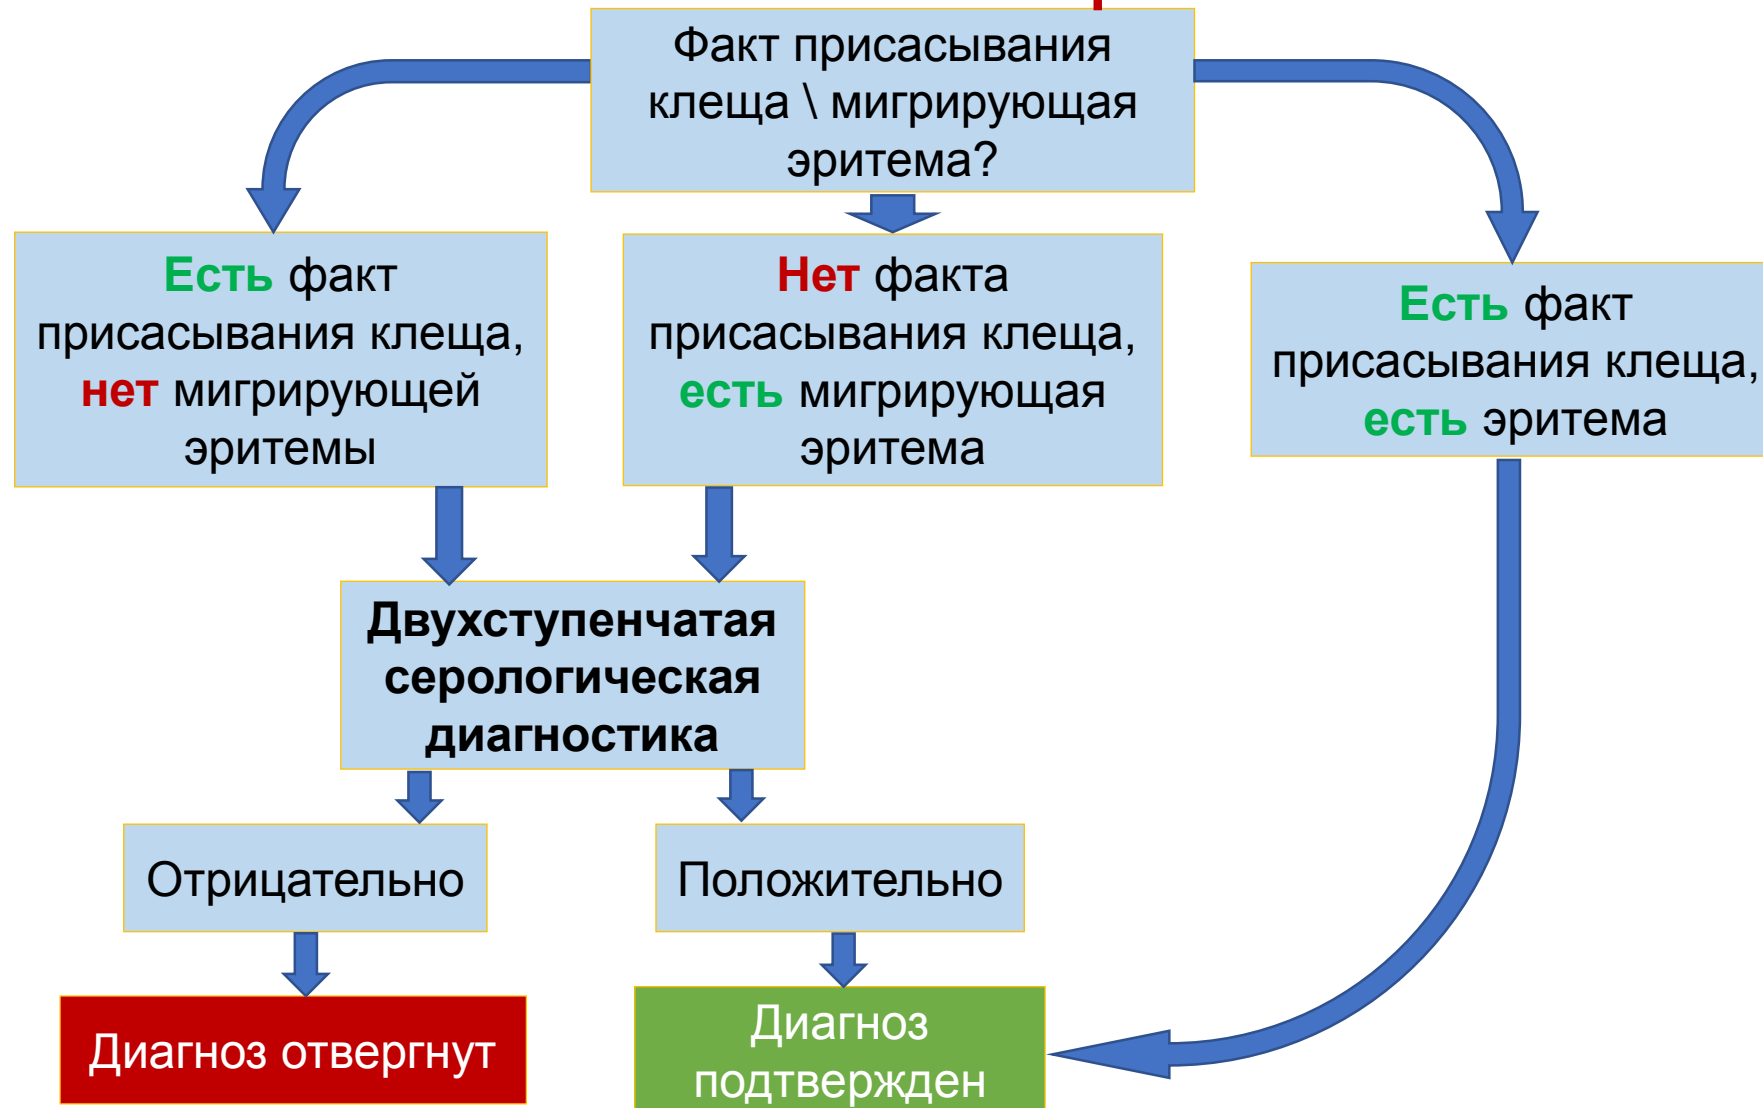 Факт присасывания
клеща \ мигрирующая
эритема?
Есть факт
присасывания клеща,
нет мигрирующей
эритемы
Нет факта
присасывания клеща,
есть мигрирующая
эритема
Есть факт
присасывания клеща,
есть эритема
Двухступенчатая
серологическая
диагностика
Отрицательно
Положительно
Диагноз отвергнут
Диагноз
подтвержден